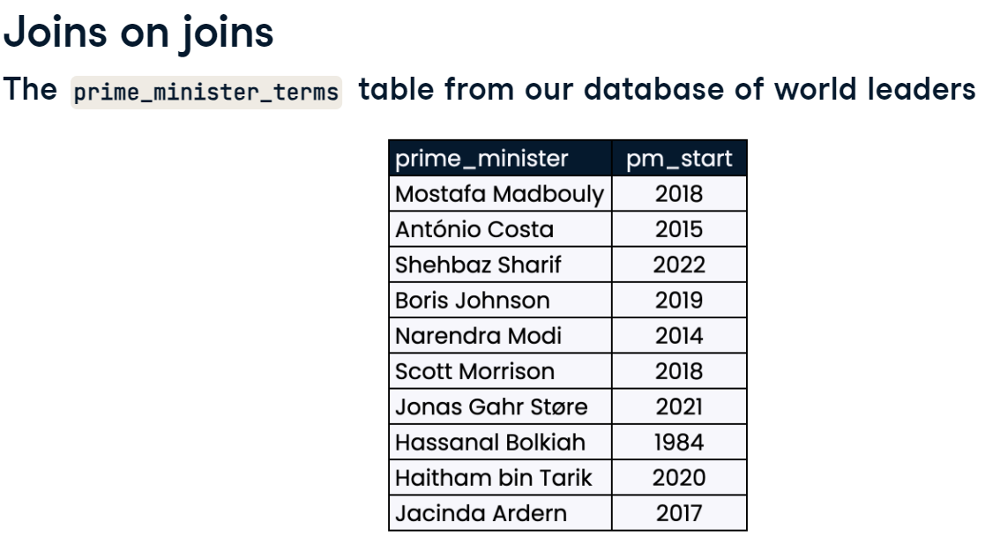 Joins on joins
The prime_minister_terms table from our database of world leaders
prime_minister pm_start
Mostafa Madbouly 2018
António Costa 2015
Shehbaz Sharif 2022
Boris Johnson 2019
Narendra Modi 2014
Scott Morrison 2018
Jonas Gahr Støre 2021
Hassanal Bolkiah 1984
Haitham bin Tarik 2020
Jacinda Ardern 2017